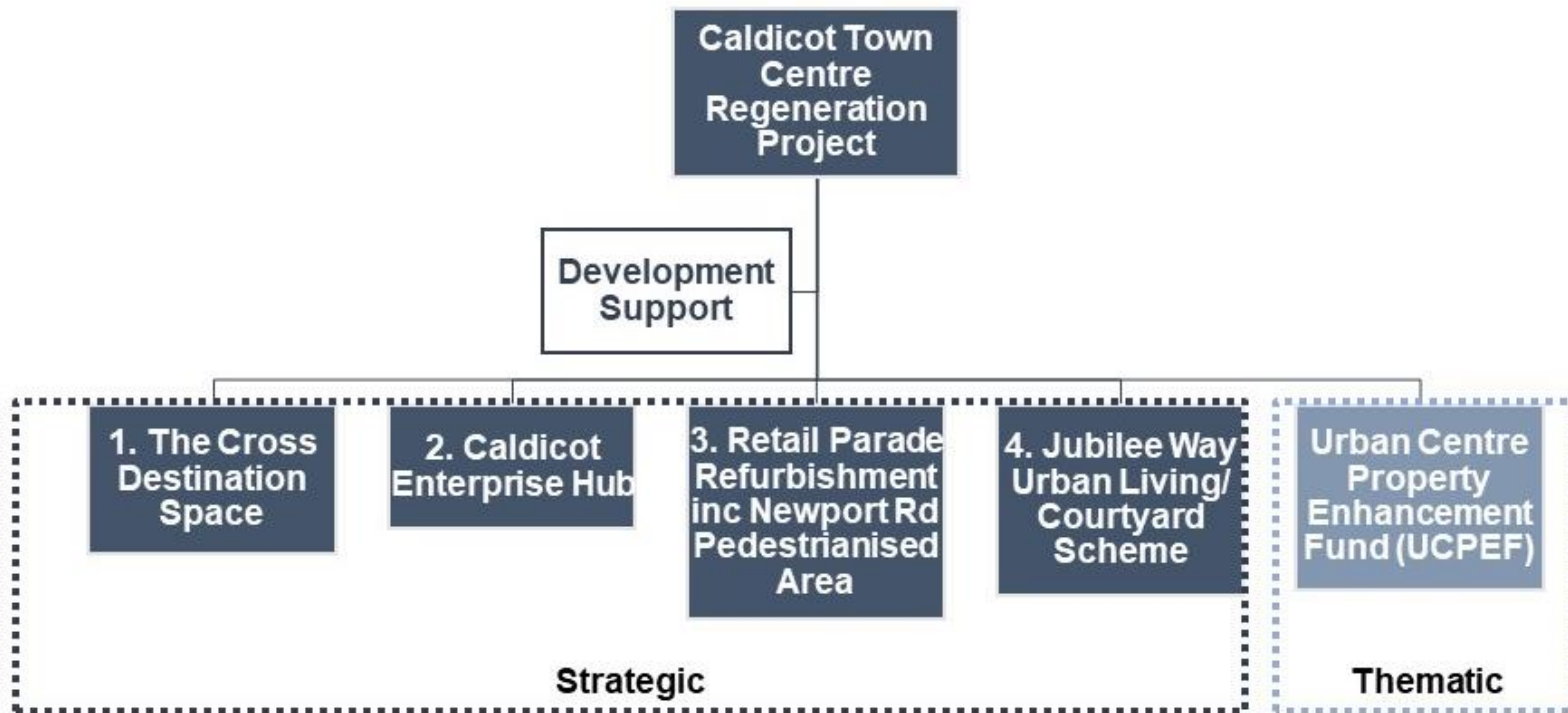 Caldicot Town
Centre
Regeneration
Project
Development
Support
1. The Cross
Destination
Space
2. Caldicot
Enterprise Hub
3. Retail Parade
Refurbishment
inc Newport Rd
Pedestrianised
Area
4. Jubilee Way
Urban Living/
Courtyard
Scheme
Urban Centre
Property
Enhancement
Fund (UCPEF)
Strategic
Thematic